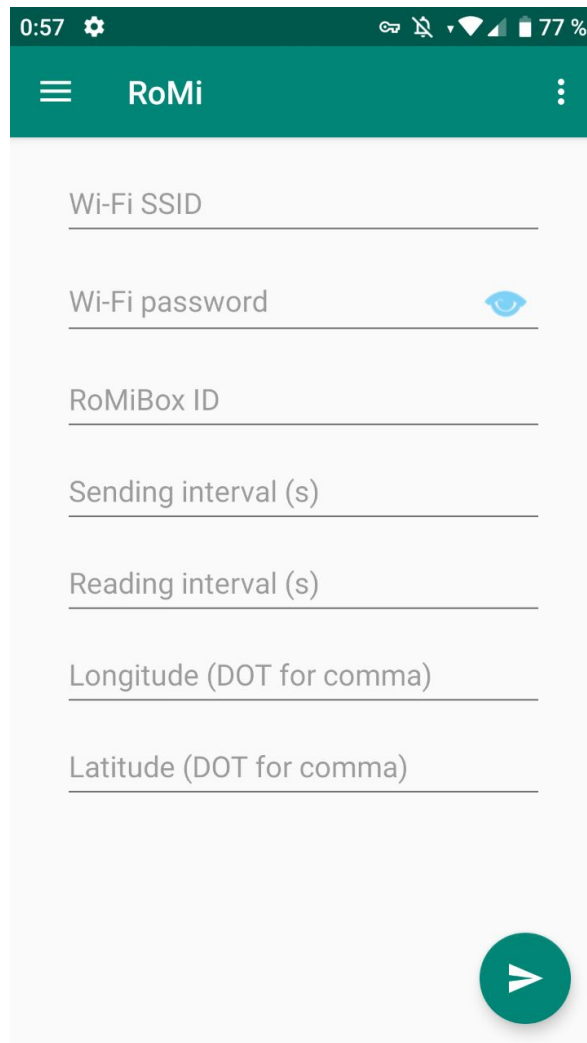 0:57 77 %
RoMi
Wi-Fi SSID
Wi-Fi password
RoMiBox ID
Sending interval (s)
Reading interval (s)
Longitude (DOT for comma)
Latitude (DOT for comma)